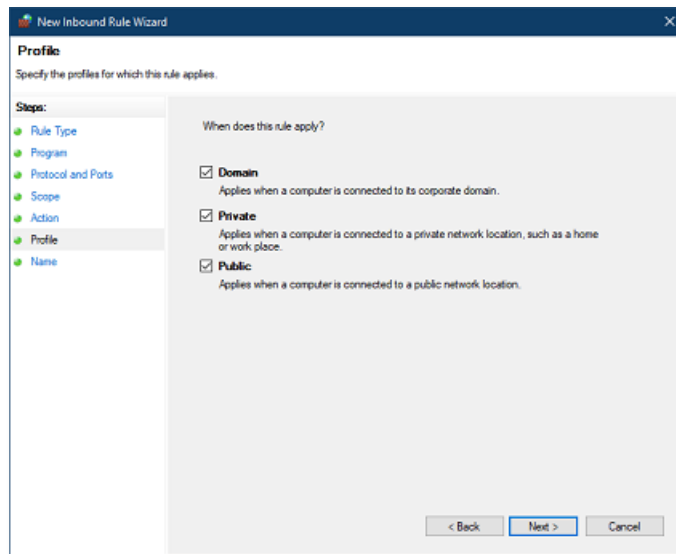 New Inbound Rule Wizard
Profile
Specify the profiles for which this rule applies.
Steps:
Rule Type
Program
Protocol and Ports
Scope
Action
Profile
Name
When does this rule apply?
Domain
Applies when a computer is connected to its corporate domain.
Private
Applies when a computer is connected to a private network location, such as a home
or work place.
Public
Applies when a computer is connected to a public network location.
< Back
Next >
Cancel